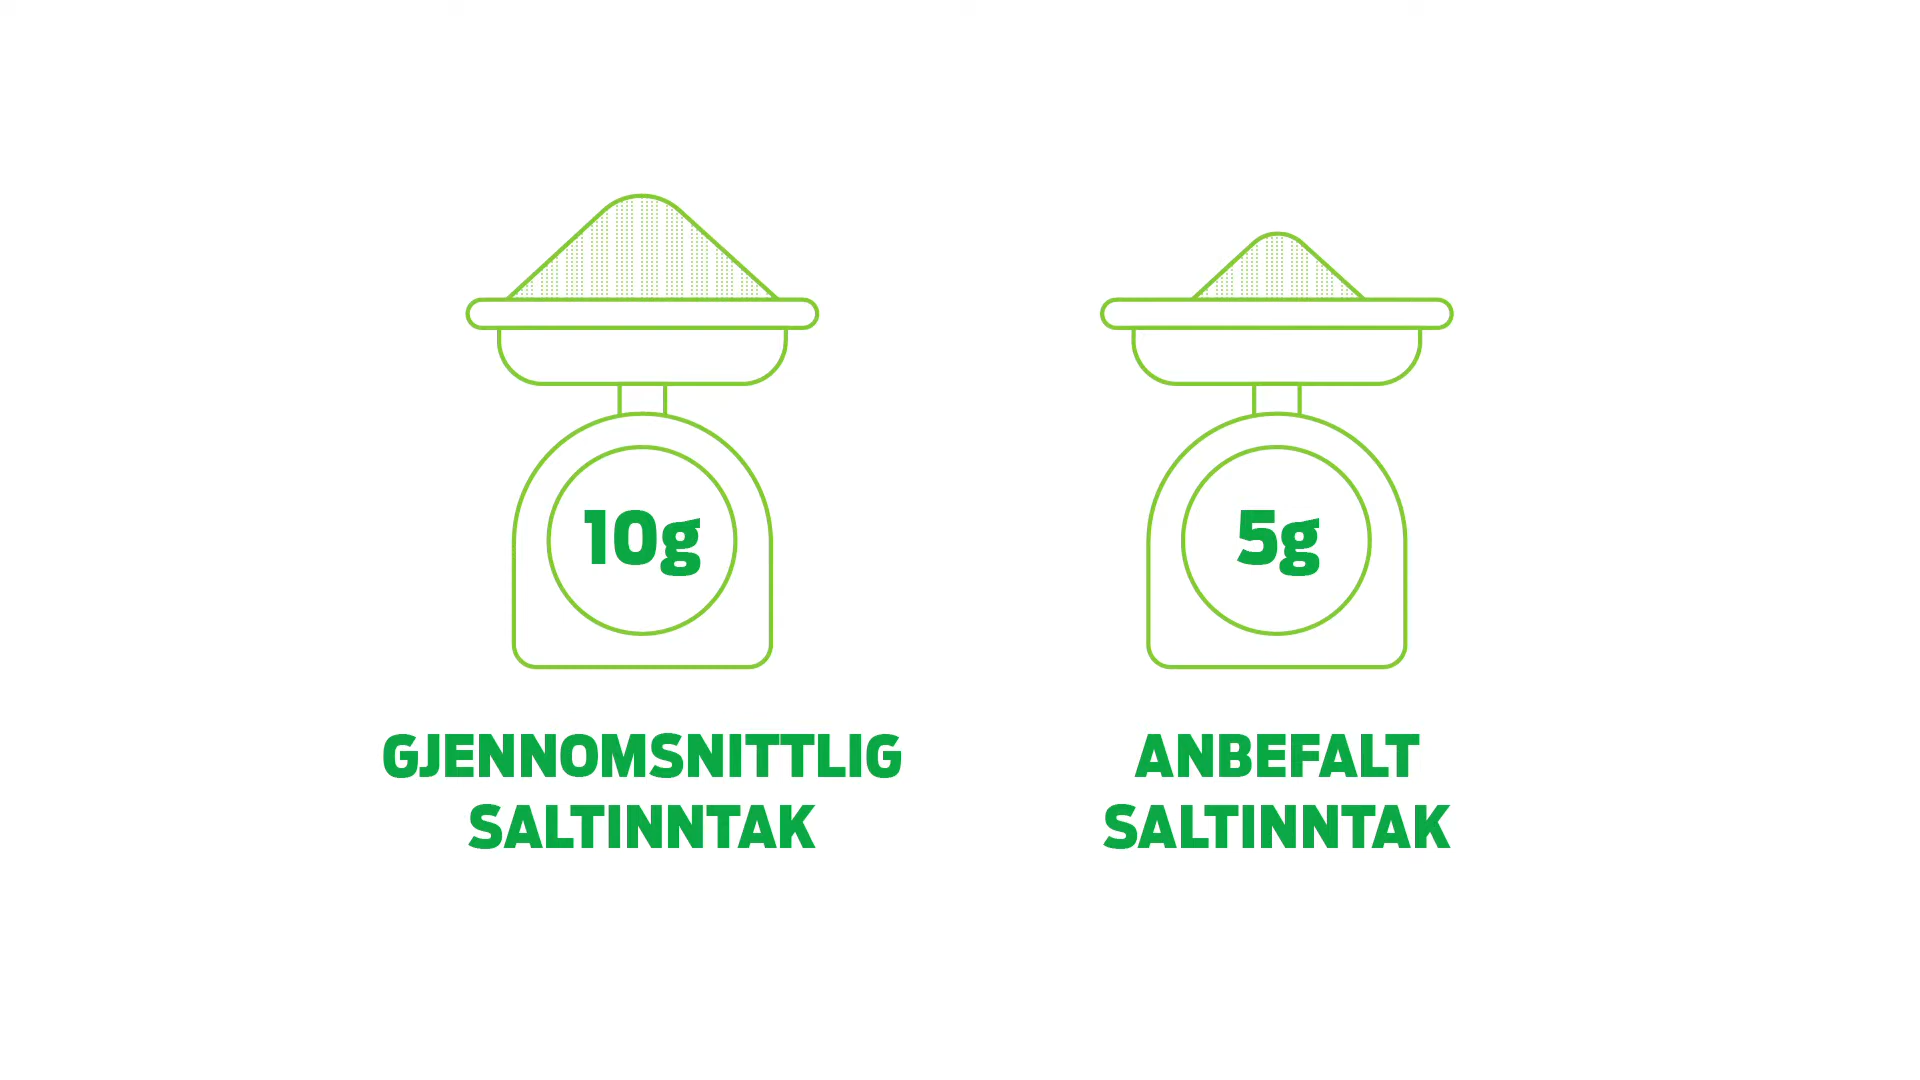 10g
GJENNOMSNITTLIG
SALTINNTAK
5g
ANBEFALT
SALTINNTAK